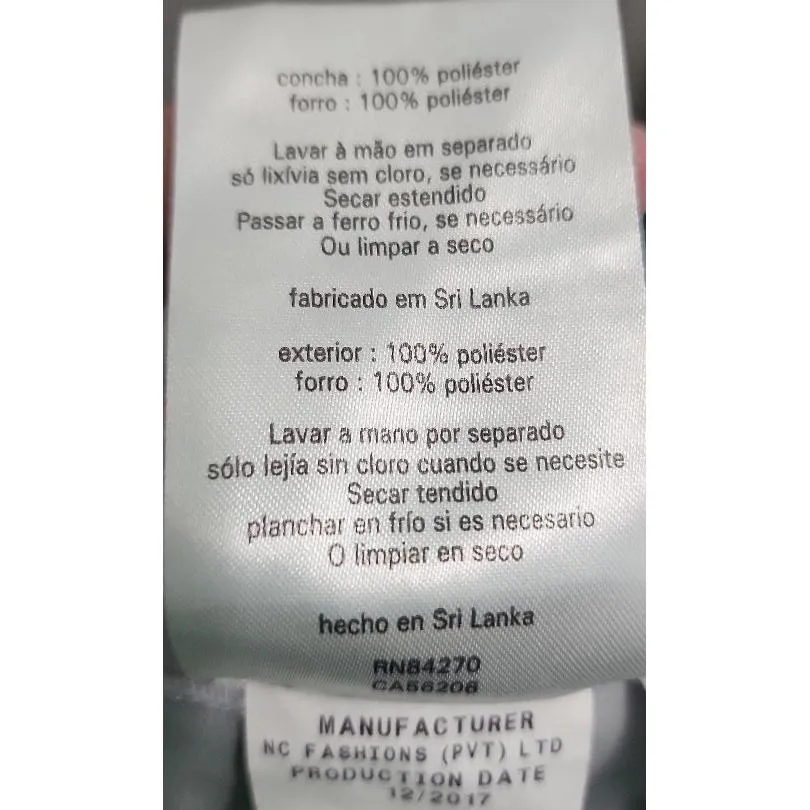 concha : 100% poliéster
forro : 100% poliéster
Lavar à mão em separado
só lixívia sem cloro, se necessário
Secar estendido
Passar a ferro frio, se necessário
Ou limpar a seco
fabricado em Sri Lanka
exterior : 100% poliéster
forro : 100% poliéster
Lavar a mano por separado
sólo lejía sin cloro cuando se necesite
Secar tendido
planchar en frío si es necesario
O limpiar en seco
hecho en Sri Lanka
RN84270
CA56208
MANUFACTURER
NC FASHIONS (PVT) LTD
PRODUCTION DATE
12/2017